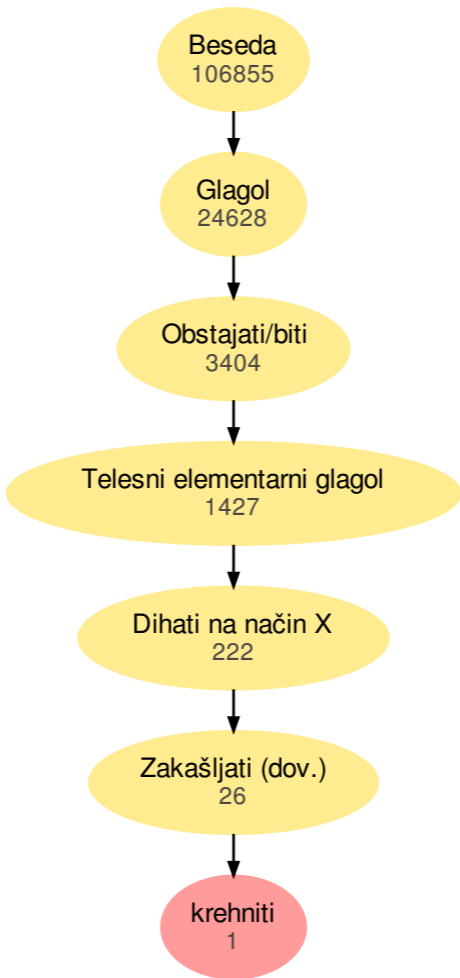 Beseda
106855
Glagol
24628
Obstajati/biti
3404
Telesni elementarni glagol
1427
Dihati na način X
222
Zakašljati (dov.)
26
krehniti
1